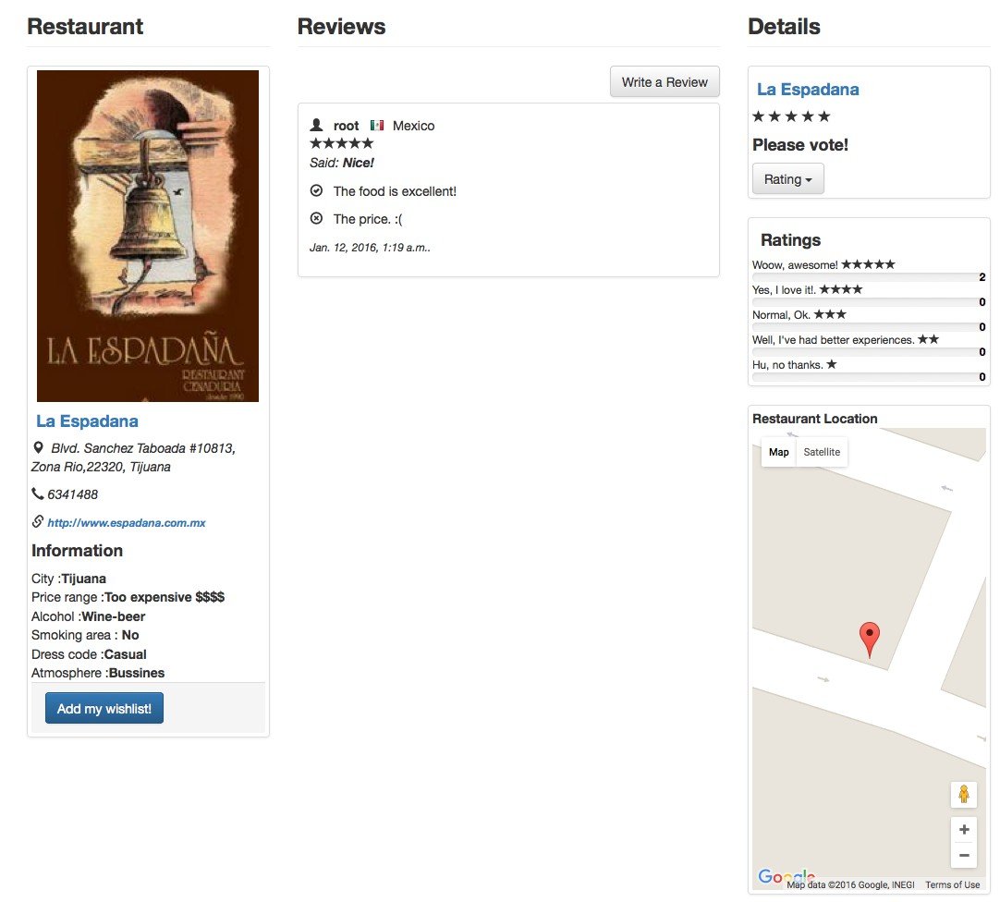 Restaurant
LA ESPADAÑA
RESTAURANT
CENADURIA
desde 1990
La Espadana
Blvd. Sanchez Taboada #10813,
Zona Rio,22320, Tijuana
6341488
http://www.espadana.com.mx
Information
City :Tijuana
Price range :Too expensive $$$$
Alcohol :Wine-beer
Smoking area : No
Dress code :Casual
Atmosphere :Bussines
Add my wishlist!
Reviews
Write a Review
root Mexico
★★★★★
Said: Nice!
The food is excellent!
The price. :(
Jan. 12, 2016, 1:19 a.m..
Details
La Espadana
★★★★★
Please vote!
Rating
Ratings
Woow, awesome! ★★★★★
2
Yes, I love it!. ★★★★
0
Normal, Ok. ★★★
0
Well, I've had better experiences. ★★
0
Hu, no thanks. ★
0
Restaurant Location
Map Satellite
+
−
Google
Map data ©2016 Google, INEGI Terms of Use